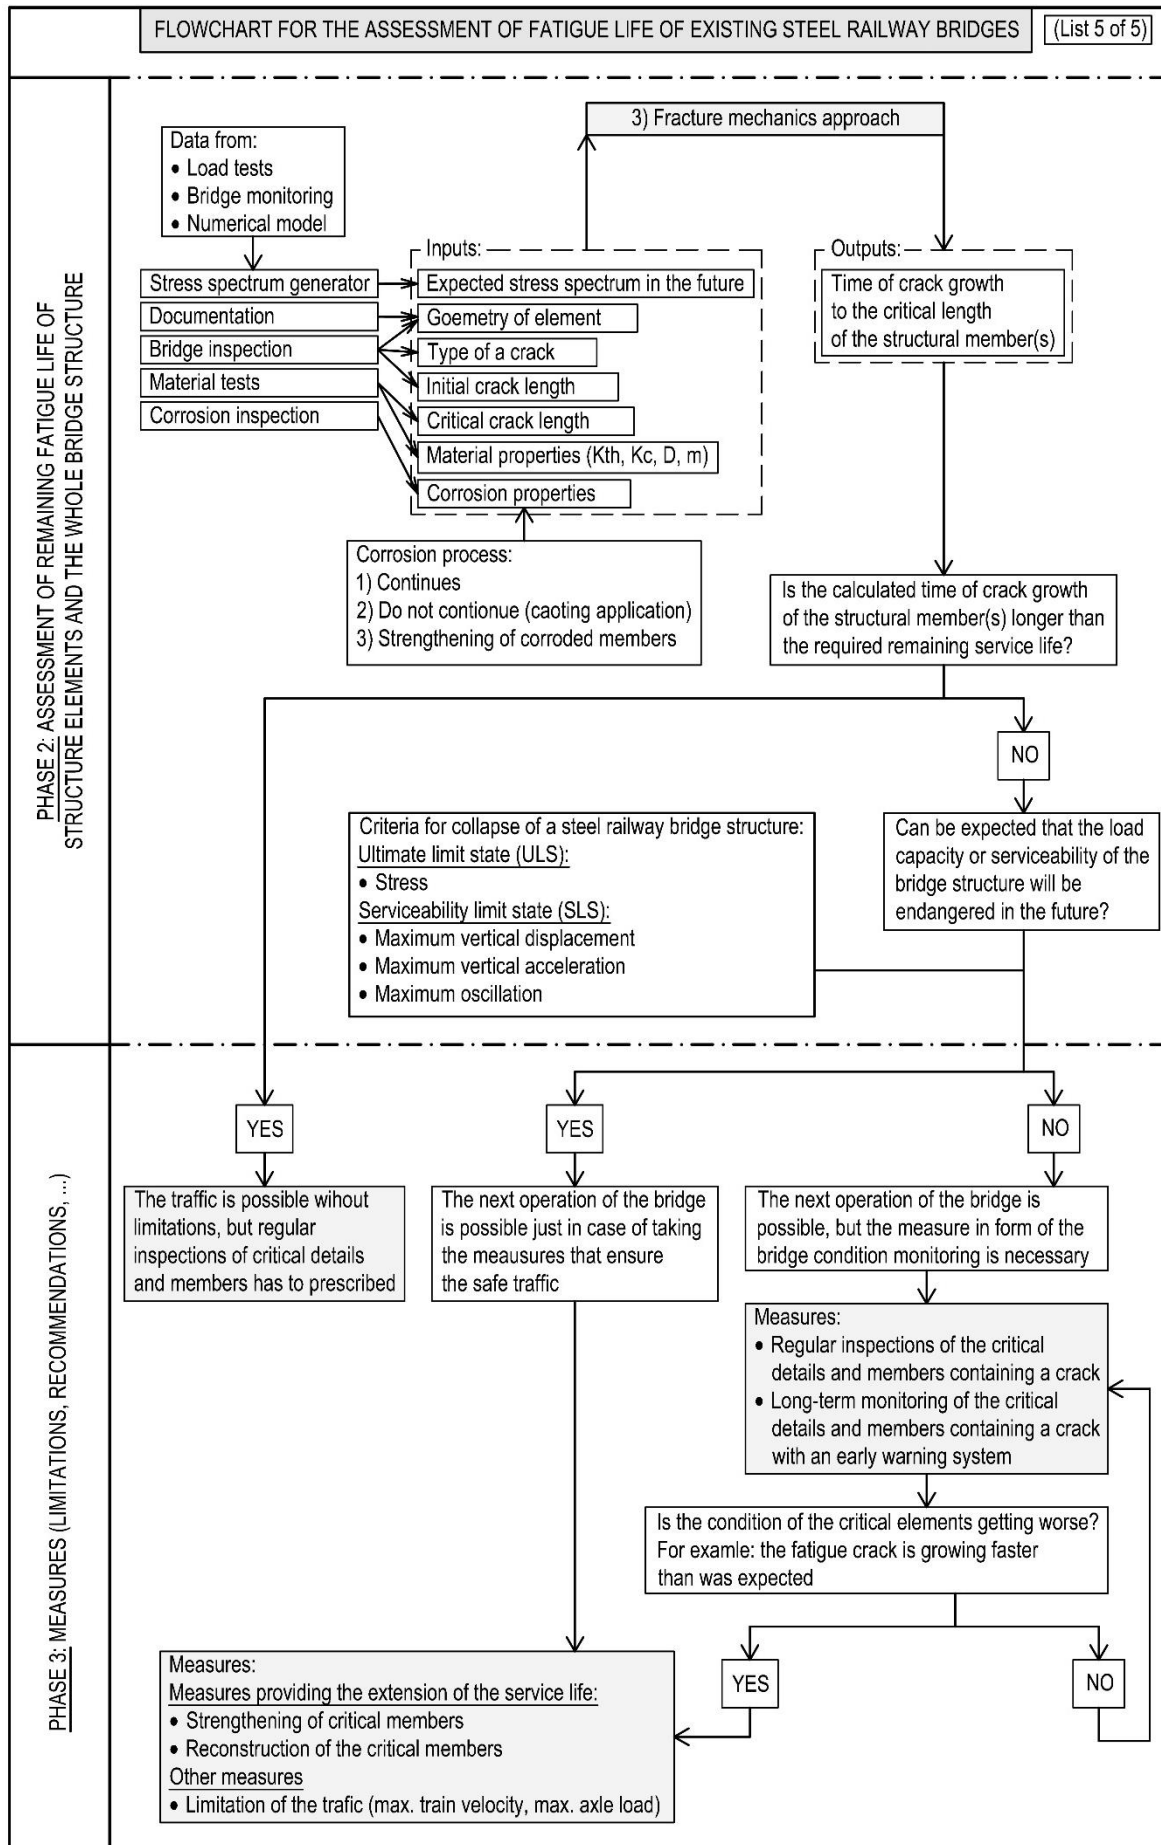 FLOWCHART FOR THE ASSESSMENT OF FATIGUE LIFE OF EXISTING STEEL RAILWAY BRIDGES
(List 5 of 5)
PHASE 2: ASSESSMENT OF REMAINING FATIGUE LIFE OF
STRUCTURE ELEMENTS AND THE WHOLE BRIDGE STRUCTURE
3) Fracture mechanics approach
Data from:
• Load tests
• Bridge monitoring
• Numerical model
Inputs:
Outputs:
Stress spectrum generator
Documentation
Bridge inspection
Material tests
Corrosion inspection
Expected stress spectrum in the future
Goemetry of element
Type of a crack
Initial crack length
Critical crack length
Material properties (Kth, Kc, D, m)
Corrosion properties
Time of crack growth
to the critical length
of the structural member(s)
Corrosion process:
1) Continues
2) Do not contionue (caoting application)
3) Strengthening of corroded members
Is the calculated time of crack growth
of the structural member(s) longer than
the required remaining service life?
NO
Criteria for collapse of a steel railway bridge structure:
Ultimate limit state (ULS):
• Stress
Serviceability limit state (SLS):
• Maximum vertical displacement
• Maximum vertical acceleration
• Maximum oscillation
Can be expected that the load
capacity or serviceability of the
bridge structure will be
endangered in the future?
PHASE 3: MEASURES (LIMITATIONS, RECOMMENDATIONS, ...)
YES
YES
NO
The traffic is possible wihout
limitations, but regular
inspections of critical details
and members has to prescribed
The next operation of the bridge
is possible just in case of taking
the meausures that ensure
the safe traffic
The next operation of the bridge is
possible, but the measure in form of the
bridge condition monitoring is necessary
Measures:
• Regular inspections of the critical
details and members containing a crack
• Long-term monitoring of the critical
details and members containing a crack
with an early warning system
Is the condition of the critical elements getting worse?
For examle: the fatigue crack is growing faster
than was expected
YES
NO
Measures:
Measures providing the extension of the service life:
• Strengthening of critical members
• Reconstruction of the critical members
Other measures
• Limitation of the trafic (max. train velocity, max. axle load)